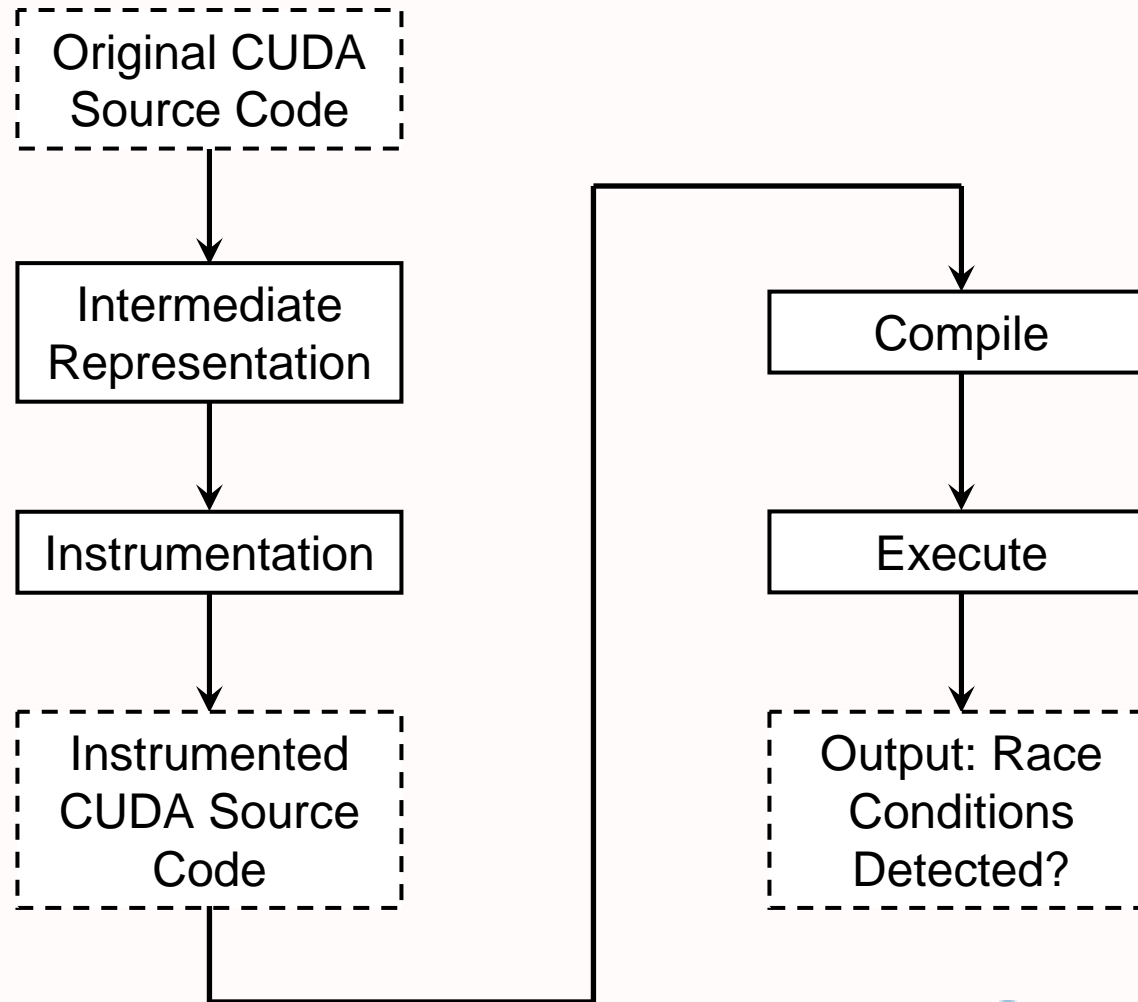 Original CUDA
Source Code
Intermediate
Representation
Instrumentation
Instrumented
CUDA Source
Code
Compile
Execute
Output: Race
Conditions
Detected?